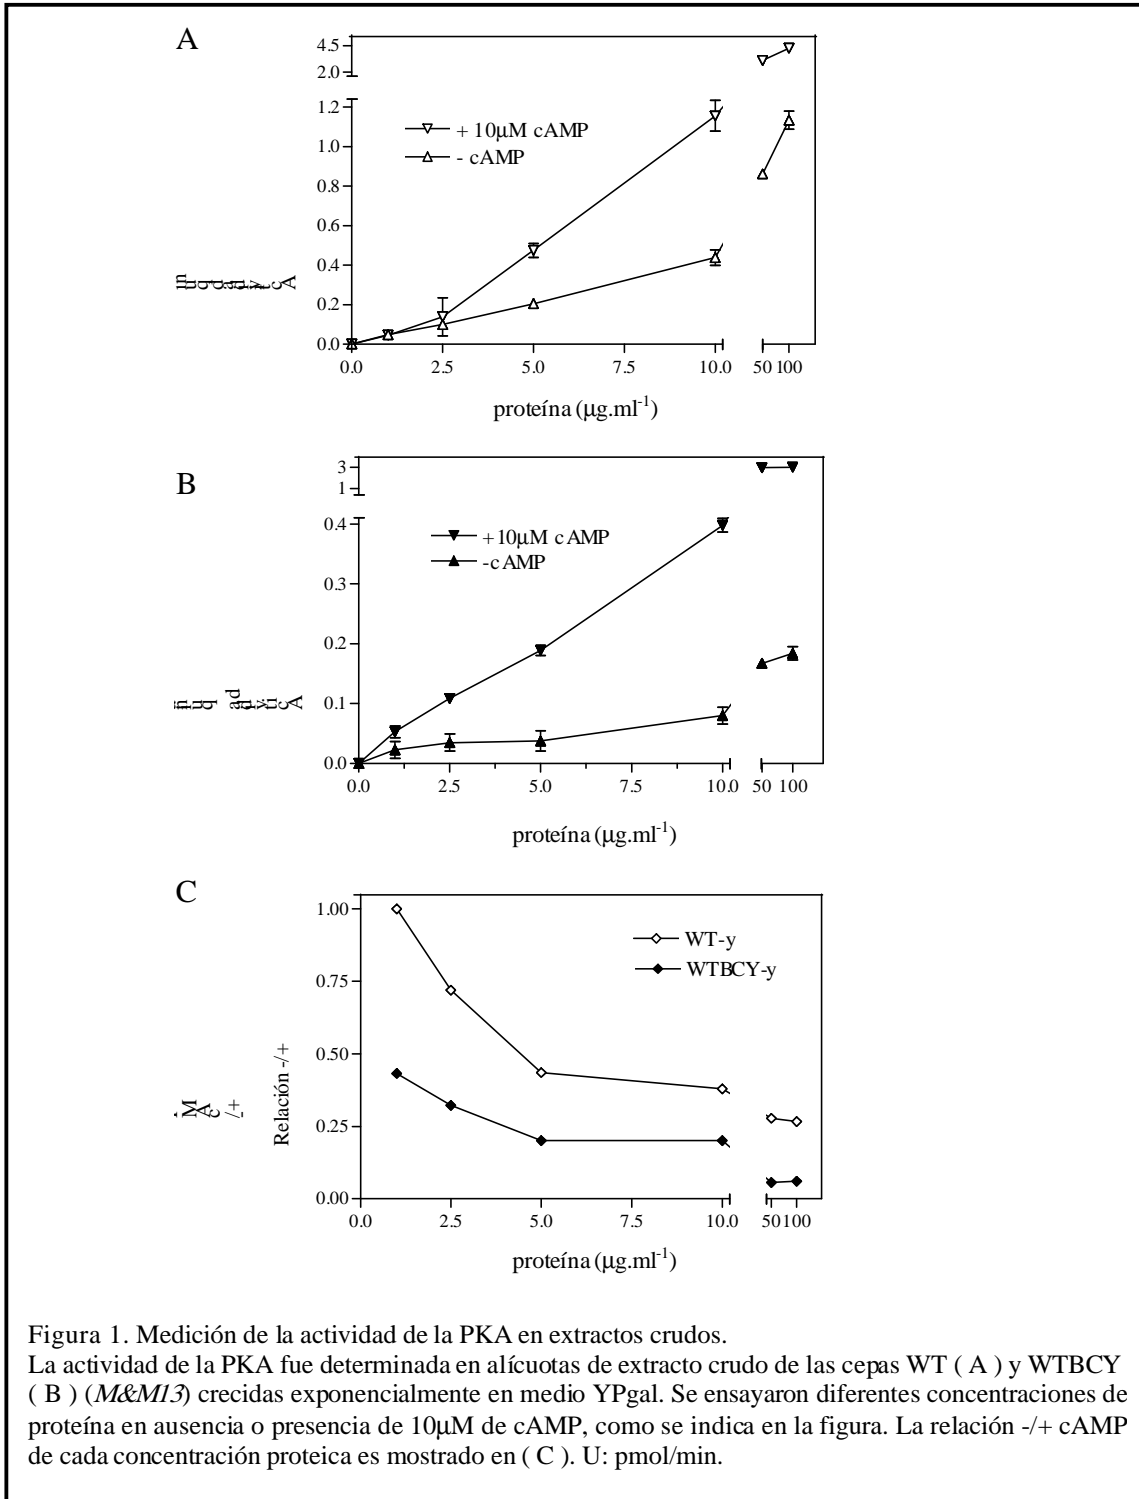 A
4.5
2.0
1.2
1.0
0.8
0.6
0.4
0.2
0.0
+ 10µM cAMP
- cAMP
0.0 2.5 5.0 7.5 10.0 50 100
proteína (µg.ml-1)
B
3
1
0.4
0.3
0.2
0.1
0.0
+10µM cAMP
-cAMP
0.0 2.5 5.0 7.5 10.0 50 100
proteína (µg.ml-1)
C
1.00
0.75
0.50
0.25
0.00
Relación -/+
WT-y
WTBCY-y
0.0 2.5 5.0 7.5 10.0 50 100
proteína (µg.ml-1)
Figura 1. Medición de la actividad de la PKA en extractos crudos.
La actividad de la PKA fue determinada en alícuotas de extracto crudo de las cepas WT ( A ) y WTBCY
( B ) (M&M13) crecidas exponencialmente en medio YPgal. Se ensayaron diferentes concentraciones de
proteína en ausencia o presencia de 10µM de cAMP, como se indica en la figura. La relación -/+ cAMP
de cada concentración proteica es mostrado en ( C ). U: pmol/min.